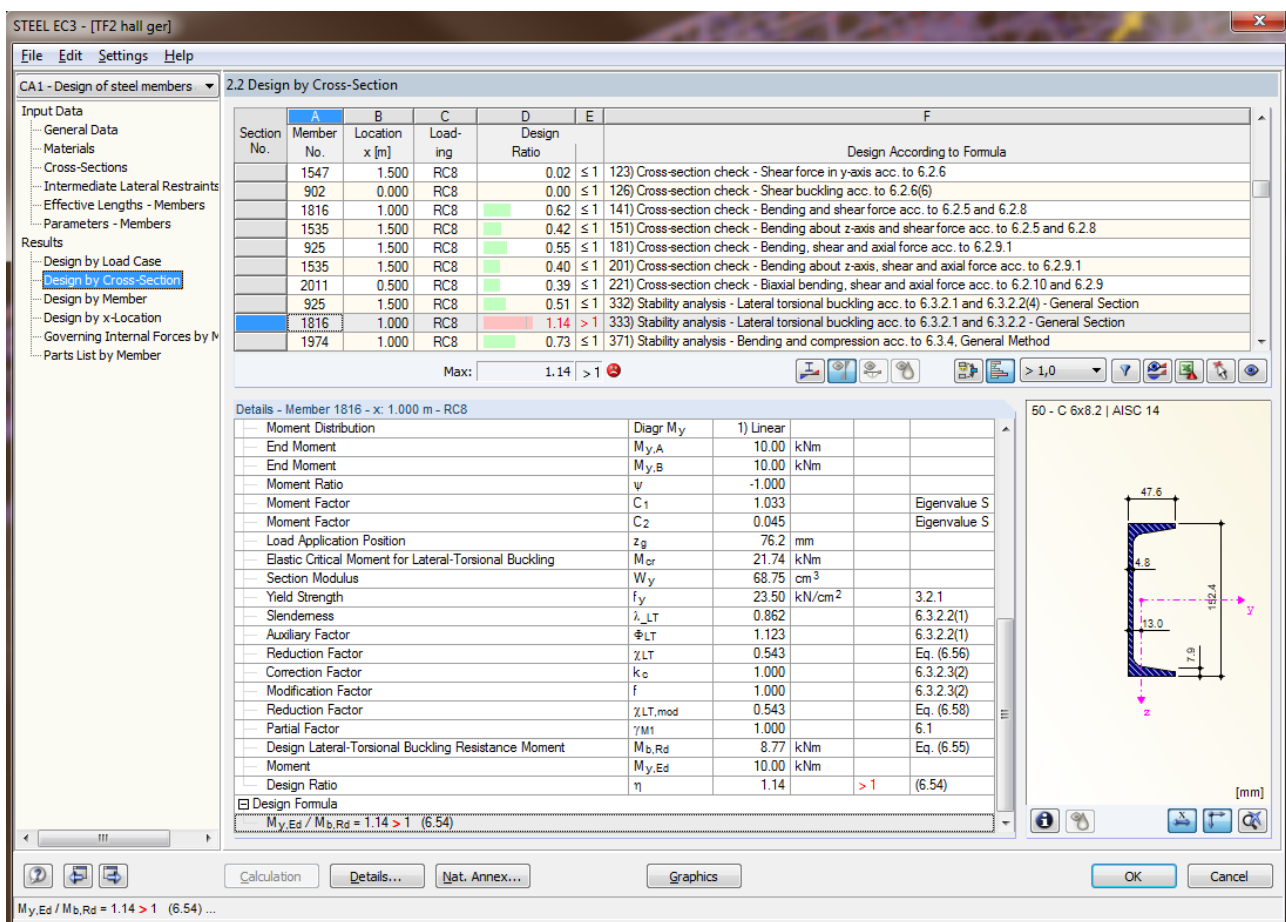 STEEL EC3 - [TF2 hall ger]
x
File Edit Settings Help
CA1 - Design of steel members
2.2 Design by Cross-Section
Input Data
General Data
Materials
Cross-Sections
Intermediate Lateral Restraints
Effective Lengths - Members
Parameters - Members
Results
Design by Load Case
Design by Cross-Section
Design by Member
Design by x-Location
Governing Internal Forces by M
Parts List by Member
A B C D E F
Section Member Location Load- Design
No. No. x [m] ing Ratio Design According to Formula
1547 1.500 RC8 0.02 ≤ 1 123) Cross-section check - Shear force in y-axis acc. to 6.2.6
902 0.000 RC8 0.00 ≤ 1 126) Cross-section check - Shear buckling acc. to 6.2.6(6)
1816 1.000 RC8 0.62 ≤ 1 141) Cross-section check - Bending and shear force acc. to 6.2.5 and 6.2.8
1535 1.500 RC8 0.42 ≤ 1 151) Cross-section check - Bending about z-axis and shear force acc. to 6.2.5 and 6.2.8
925 1.500 RC8 0.55 ≤ 1 181) Cross-section check - Bending, shear and axial force acc. to 6.2.9.1
1535 1.500 RC8 0.40 ≤ 1 201) Cross-section check - Bending about z-axis, shear and axial force acc. to 6.2.9.1
2011 0.500 RC8 0.39 ≤ 1 221) Cross-section check - Biaxial bending, shear and axial force acc. to 6.2.10 and 6.2.9
925 1.500 RC8 0.51 ≤ 1 332) Stability analysis - Lateral torsional buckling acc. to 6.3.2.1 and 6.3.2.2(4) - General Section
1816 1.000 RC8 1.14 > 1 333) Stability analysis - Lateral torsional buckling acc. to 6.3.2.1 and 6.3.2.2 - General Section
1974 1.000 RC8 0.73 ≤ 1 371) Stability analysis - Bending and compression acc. to 6.3.4, General Method
Max: 1.14 > 1
> 1,0
Details - Member 1816 - x: 1.000 m - RC8
Moment Distribution Diagr My 1) Linear
End Moment My,A 10.00 kNm
End Moment My,B 10.00 kNm
Moment Ratio ψ -1.000
Moment Factor C1 1.033 Eigenvalue S
Moment Factor C2 0.045 Eigenvalue S
Load Application Position zg 76.2 mm
Elastic Critical Moment for Lateral-Torsional Buckling Mcr 21.74 kNm
Section Modulus Wy 68.75 cm3
Yield Strength fy 23.50 kN/cm2 3.2.1
Slenderness λ_LT 0.862 6.3.2.2(1)
Auxiliary Factor ΦLT 1.123 6.3.2.2(1)
Reduction Factor χLT 0.543 Eq. (6.56)
Correction Factor kc 1.000 6.3.2.3(2)
Modification Factor f 1.000 6.3.2.3(2)
Reduction Factor χLT,mod 0.543 Eq. (6.58)
Partial Factor γM1 1.000 6.1
Design Lateral-Torsional Buckling Resistance Moment Mb,Rd 8.77 kNm Eq. (6.55)
Moment My,Ed 10.00 kNm
Design Ratio η 1.14 > 1 (6.54)
Design Formula
My,Ed / Mb,Rd = 1.14 > 1 (6.54)
50 - C 6x8.2 | AISC 14
47.6
4.8
152.4
y
13.0
7.9
z
[mm]
Calculation Details... Nat. Annex... Graphics OK Cancel
My,Ed / Mb,Rd = 1.14 > 1 (6.54) ...